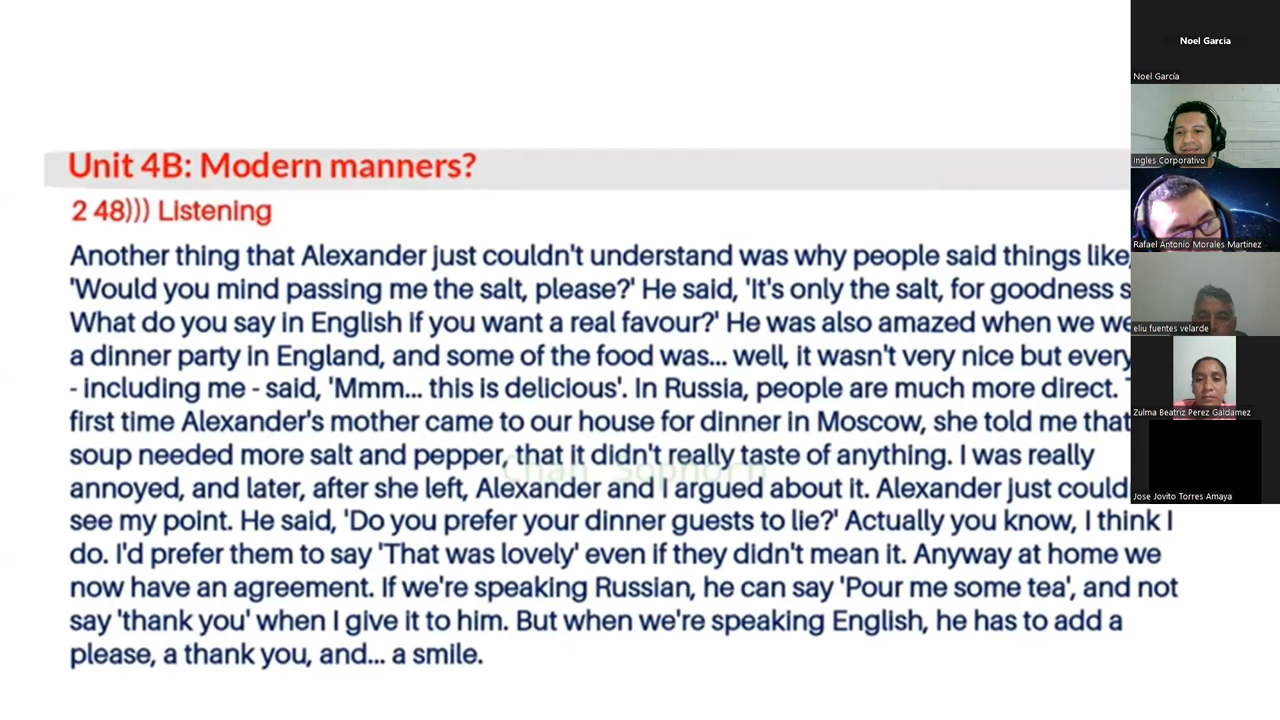 Unit 4B: Modern manners?
2 48))) Listening
Another thing that Alexander just couldn't understand was why people said things like,
'Would you mind passing me the salt, please?' He said, 'It's only the salt, for goodness s
What do you say in English if you want a real favour?' He was also amazed when we we
a dinner party in England, and some of the food was... well, it wasn't very nice but every
- including me - said, 'Mmm... this is delicious'. In Russia, people are much more direct.
first time Alexander's mother came to our house for dinner in Moscow, she told me that
soup needed more salt and pepper, that it didn't really taste of anything. I was really
annoyed, and later, after she left, Alexander and I argued about it. Alexander just could
see my point. He said, 'Do you prefer your dinner guests to lie?' Actually you know, I think I
do. I'd prefer them to say 'That was lovely' even if they didn't mean it. Anyway at home we
now have an agreement. If we're speaking Russian, he can say 'Pour me some tea', and not
say 'thank you' when I give it to him. But when we're speaking English, he has to add a
please, a thank you, and... a smile.
Chan Sophorn
Noel García
Noel García
Ingles Corporativo
Rafael Antonio Morales Martinez
eliu fuentes velarde
Zulma Beatriz Perez Galdamez
Jose Jovito Torres Amaya